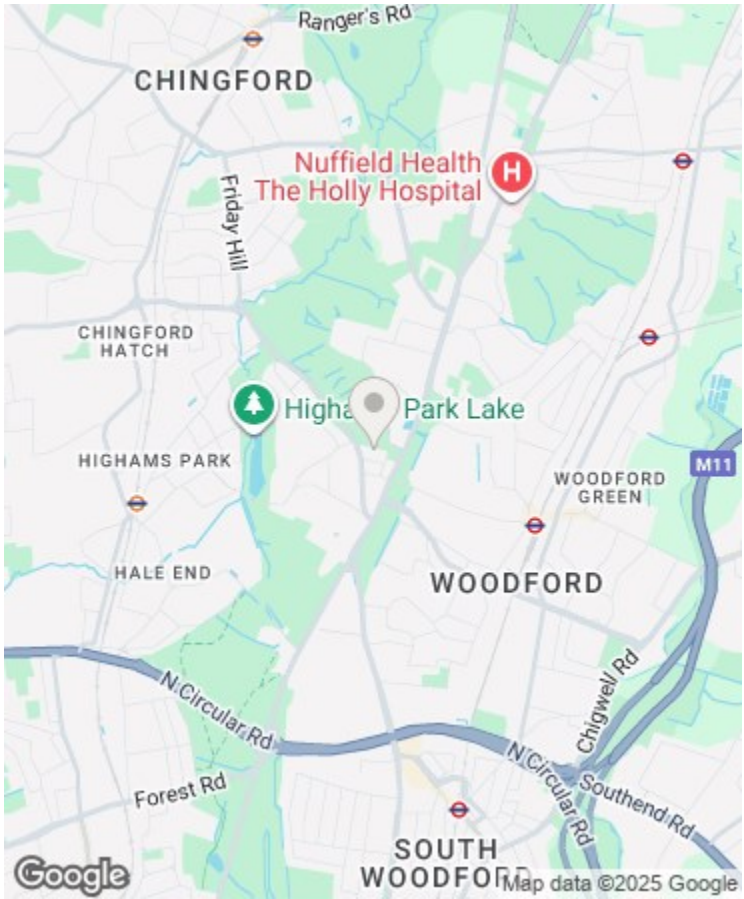 Ranger's Rd
CHINGFORD
Nuffield Health
The Holly Hospital
H
Friday Hill
CHINGFORD
HATCH
Higha Park Lake
HIGHAMS PARK
M11
WOODFORD
GREEN
HALE END
WOODFORD
N Circular Rd
Chigwell Rd
N Circular Rd
Southend Rd
Forest Rd
SOUTH
WOODFORD
Google
Map data ©2025 Google